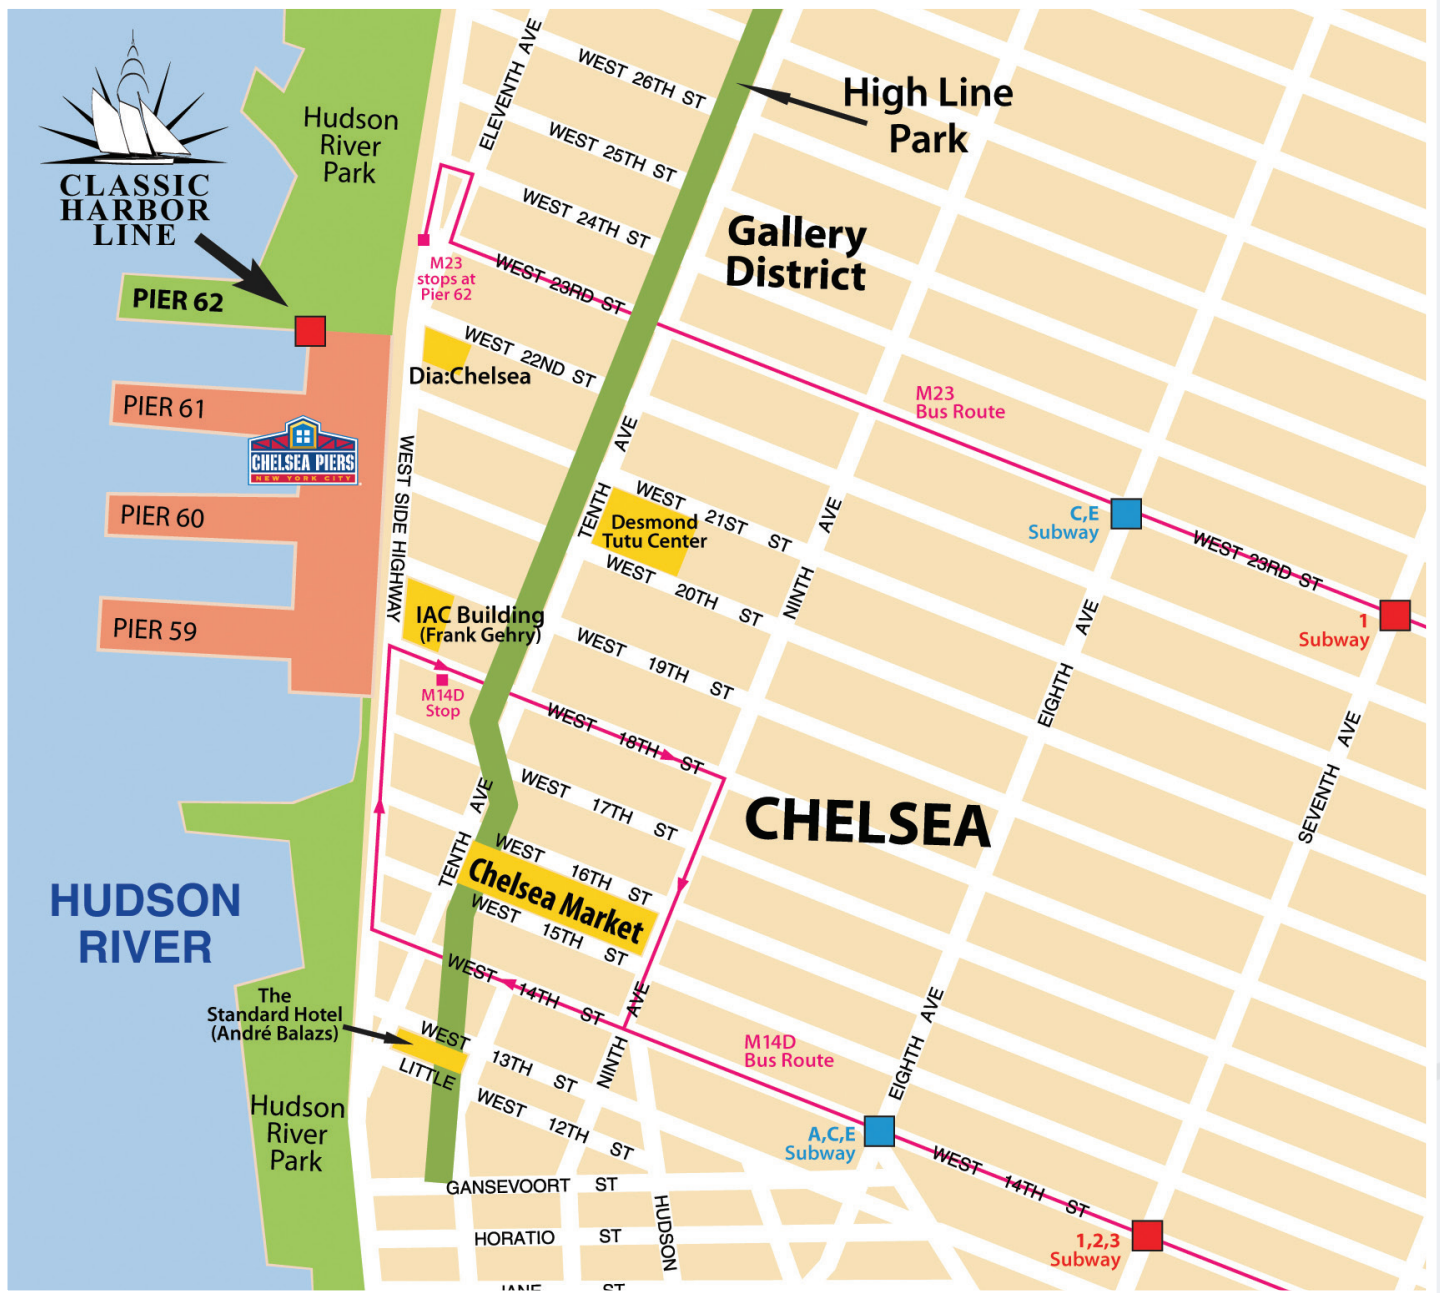 ELEVENTH AVE
WEST 26TH ST
High Line
Park
Hudson
River
Park
WEST 25TH ST
CLASSIC
HARBOR
LINE
WEST 24TH ST
Gallery
District
M23
stops at
Pier 62
WEST 23RD ST
PIER 62
WEST 22ND ST
Dia:Chelsea
M23
Bus Route
PIER 61
CHELSEA PIERS
NEW YORK CITY
WEST SIDE HIGHWAY
TENTH AVE
WEST 21ST ST
Desmond
Tutu Center
NINTH AVE
C,E
Subway
PIER 60
WEST 23RD ST
WEST 20TH ST
IAC Building
(Frank Gehry)
EIGHTH AVE
1
Subway
PIER 59
WEST 19TH ST
M14D
Stop
WEST 18TH ST
SEVENTH AVE
WEST 17TH ST
TENTH AVE
CHELSEA
WEST 16TH ST
Chelsea Market
HUDSON
RIVER
WEST 15TH ST
WEST 14TH ST
The
Standard Hotel
(André Balazs)
NINTH AVE
EIGHTH AVE
WEST 13TH ST
M14D
Bus Route
LITTLE WEST 12TH ST
Hudson
River
Park
A,C,E
Subway
WEST 14TH ST
GANSEVOORT ST
HUDSON
HORATIO ST
1,2,3
Subway
JANE ST